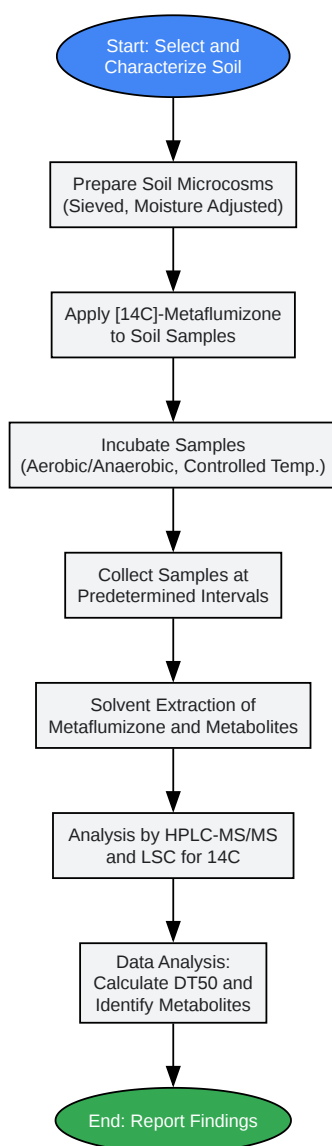 Start: Select and
Characterize Soil
Prepare Soil Microcosms
(Sieved, Moisture Adjusted)
Apply [14C]-Metaflumizone
to Soil Samples
Incubate Samples
(Aerobic/Anaerobic, Controlled Temp.)
Collect Samples at
Predetermined Intervals
Solvent Extraction of
Metaflumizone and Metabolites
Analysis by HPLC-MS/MS
and LSC for 14C
Data Analysis:
Calculate DT50 and
Identify Metabolites
End: Report Findings